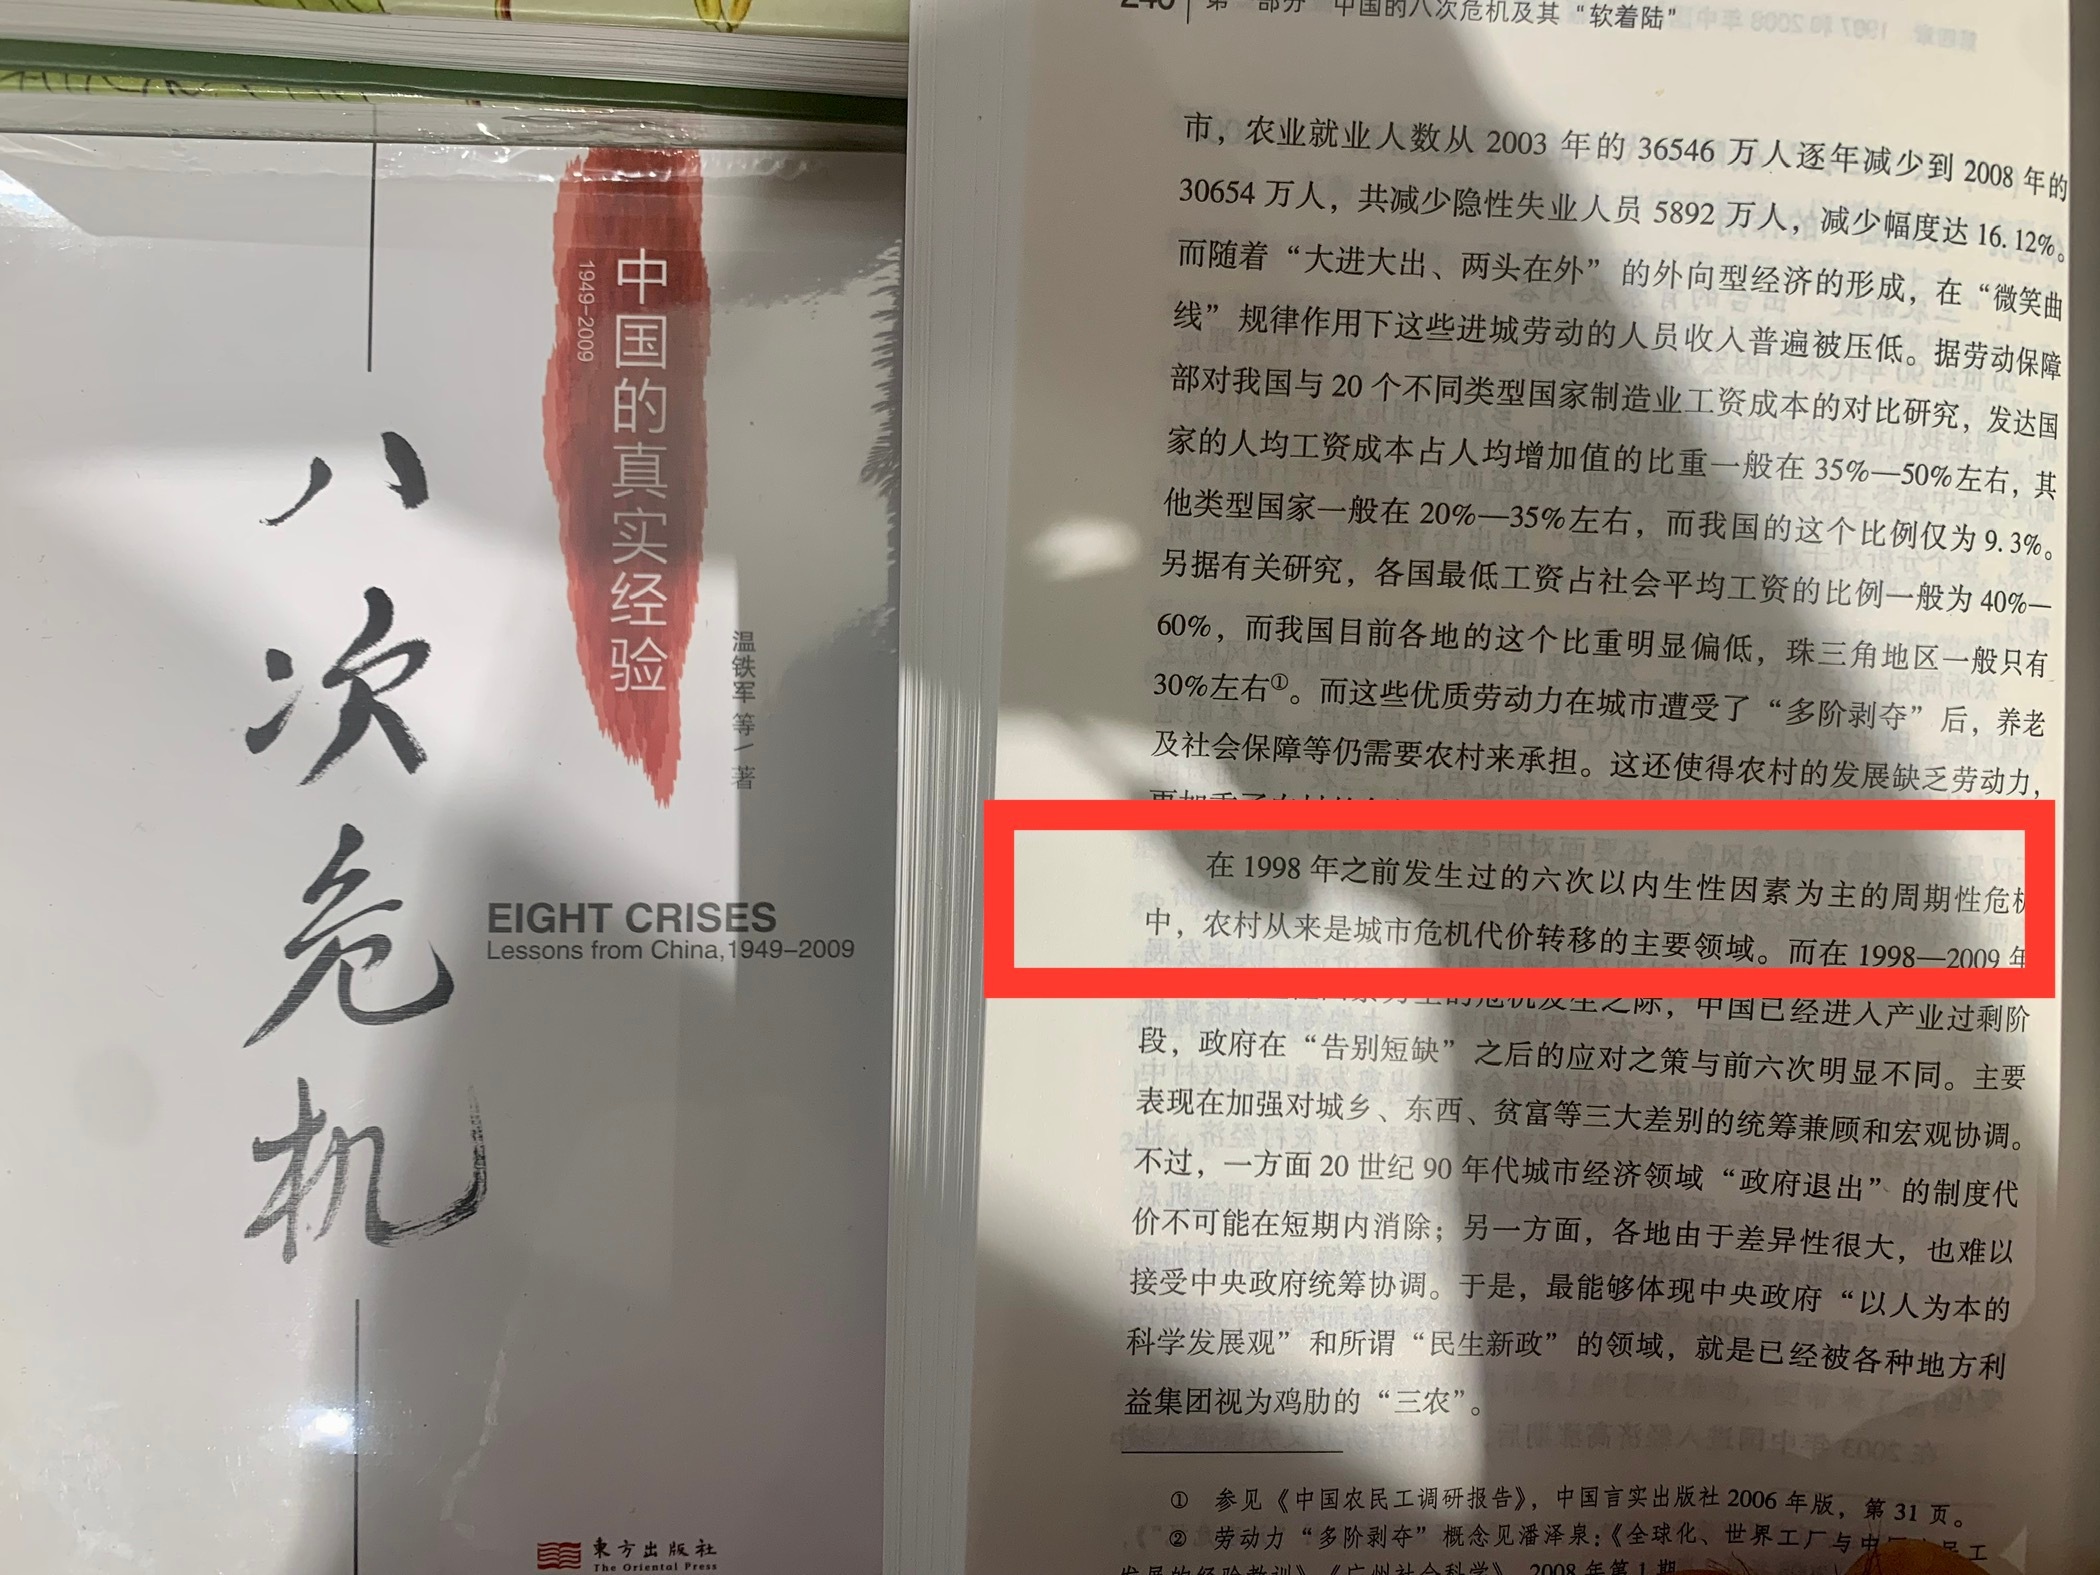 中国的真实经验
1949-2009
八次危机
温铁军 等/著
EIGHT CRISES
Lessons from China,1949-2009
東方出版社
The Oriental Press
中国的八次危机及其“软着陆”
市，农业就业人数从 2003 年的 36546 万人逐年减少到 2008 年的
30654 万人，共减少隐性失业人员 5892 万人，减少幅度达 16.12%。
而随着“大进大出、两头在外”的外向型经济的形成，在“微笑曲
线”规律作用下这些进城劳动的人员收入普遍被压低。据劳动保障
部对我国与 20 个不同类型国家制造业工资成本的对比研究，发达国
家的人均工资成本占人均增加值的比重一般在 35%—50%左右，其
他类型国家一般在 20%—35%左右，而我国的这个比例仅为 9.3%。
另据有关研究，各国最低工资占社会平均工资的比例一般为 40%—
60%，而我国目前各地的这个比重明显偏低，珠三角地区一般只有
30%左右①。而这些优质劳动力在城市遭受了“多阶剥夺”后，养老
及社会保障等仍需要农村来承担。这还使得农村的发展缺乏劳动力，
在 1998 年之前发生过的六次以内生性因素为主的周期性危机
中，农村从来是城市危机代价转移的主要领域。而在 1998—2009 年
的危机发生之际，中国已经进入产业过剩阶
段，政府在“告别短缺”之后的应对之策与前六次明显不同。主要
表现在加强对城乡、东西、贫富等三大差别的统筹兼顾和宏观协调。
不过，一方面 20 世纪 90 年代城市经济领域“政府退出”的制度代
价不可能在短期内消除；另一方面，各地由于差异性很大，也难以
接受中央政府统筹协调。于是，最能够体现中央政府“以人为本的
科学发展观”和所谓“民生新政”的领域，就是已经被各种地方利
益集团视为鸡肋的“三农”。
① 参见《中国农民工调研报告》，中国言实出版社 2006 年版，第 31 页。
② 劳动力“多阶剥夺”概念见潘泽泉：《全球化、世界工厂与中
2008 年第 1 期